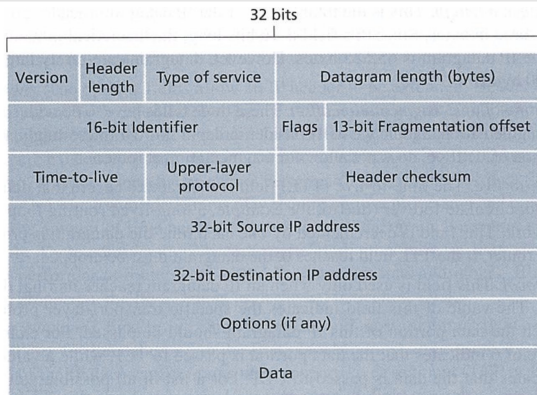 32 bits
Version Header length Type of service Datagram length (bytes)
16-bit Identifier Flags 13-bit Fragmentation offset
Time-to-live Upper-layer protocol Header checksum
32-bit Source IP address
32-bit Destination IP address
Options (if any)
Data